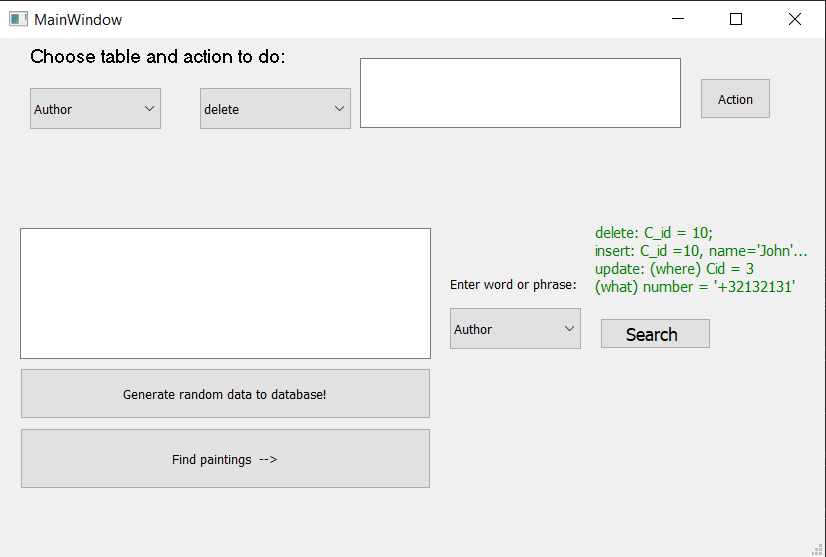 MainWindow
Choose table and action to do:
Author
delete
Action
delete: C_id = 10;
insert: C_id =10, name='John'...
update: (where) Cid = 3
(what) number = '+32132131'
Enter word or phrase:
Author
Search
Generate random data to database!
Find paintings -->